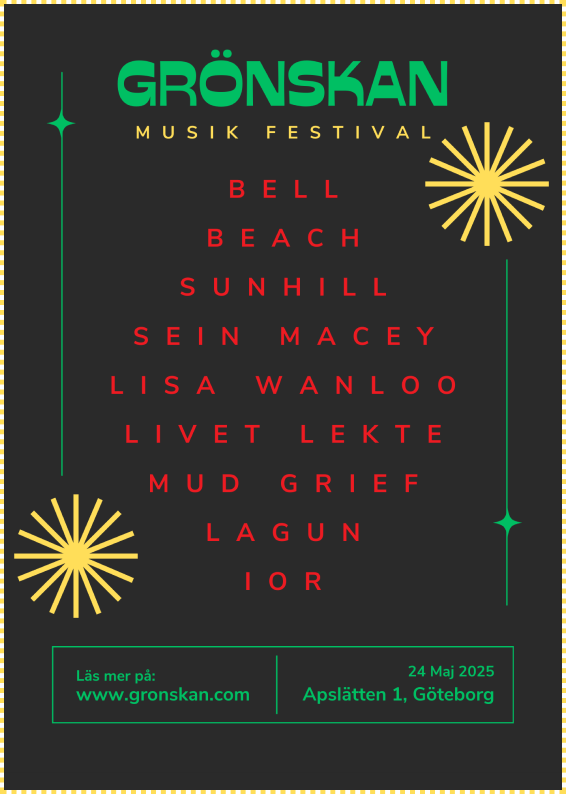 GRÖNSKAN
MUSIK FESTIVAL
BELL
BEACH
SUNHILL
SEIN MACEY
LISA WANLOO
LIVET LEKTE
MUD GRIEF
LAGUN
IOR
Läs mer på:
www.gronskan.com
24 Maj 2025
Apslätten 1, Göteborg